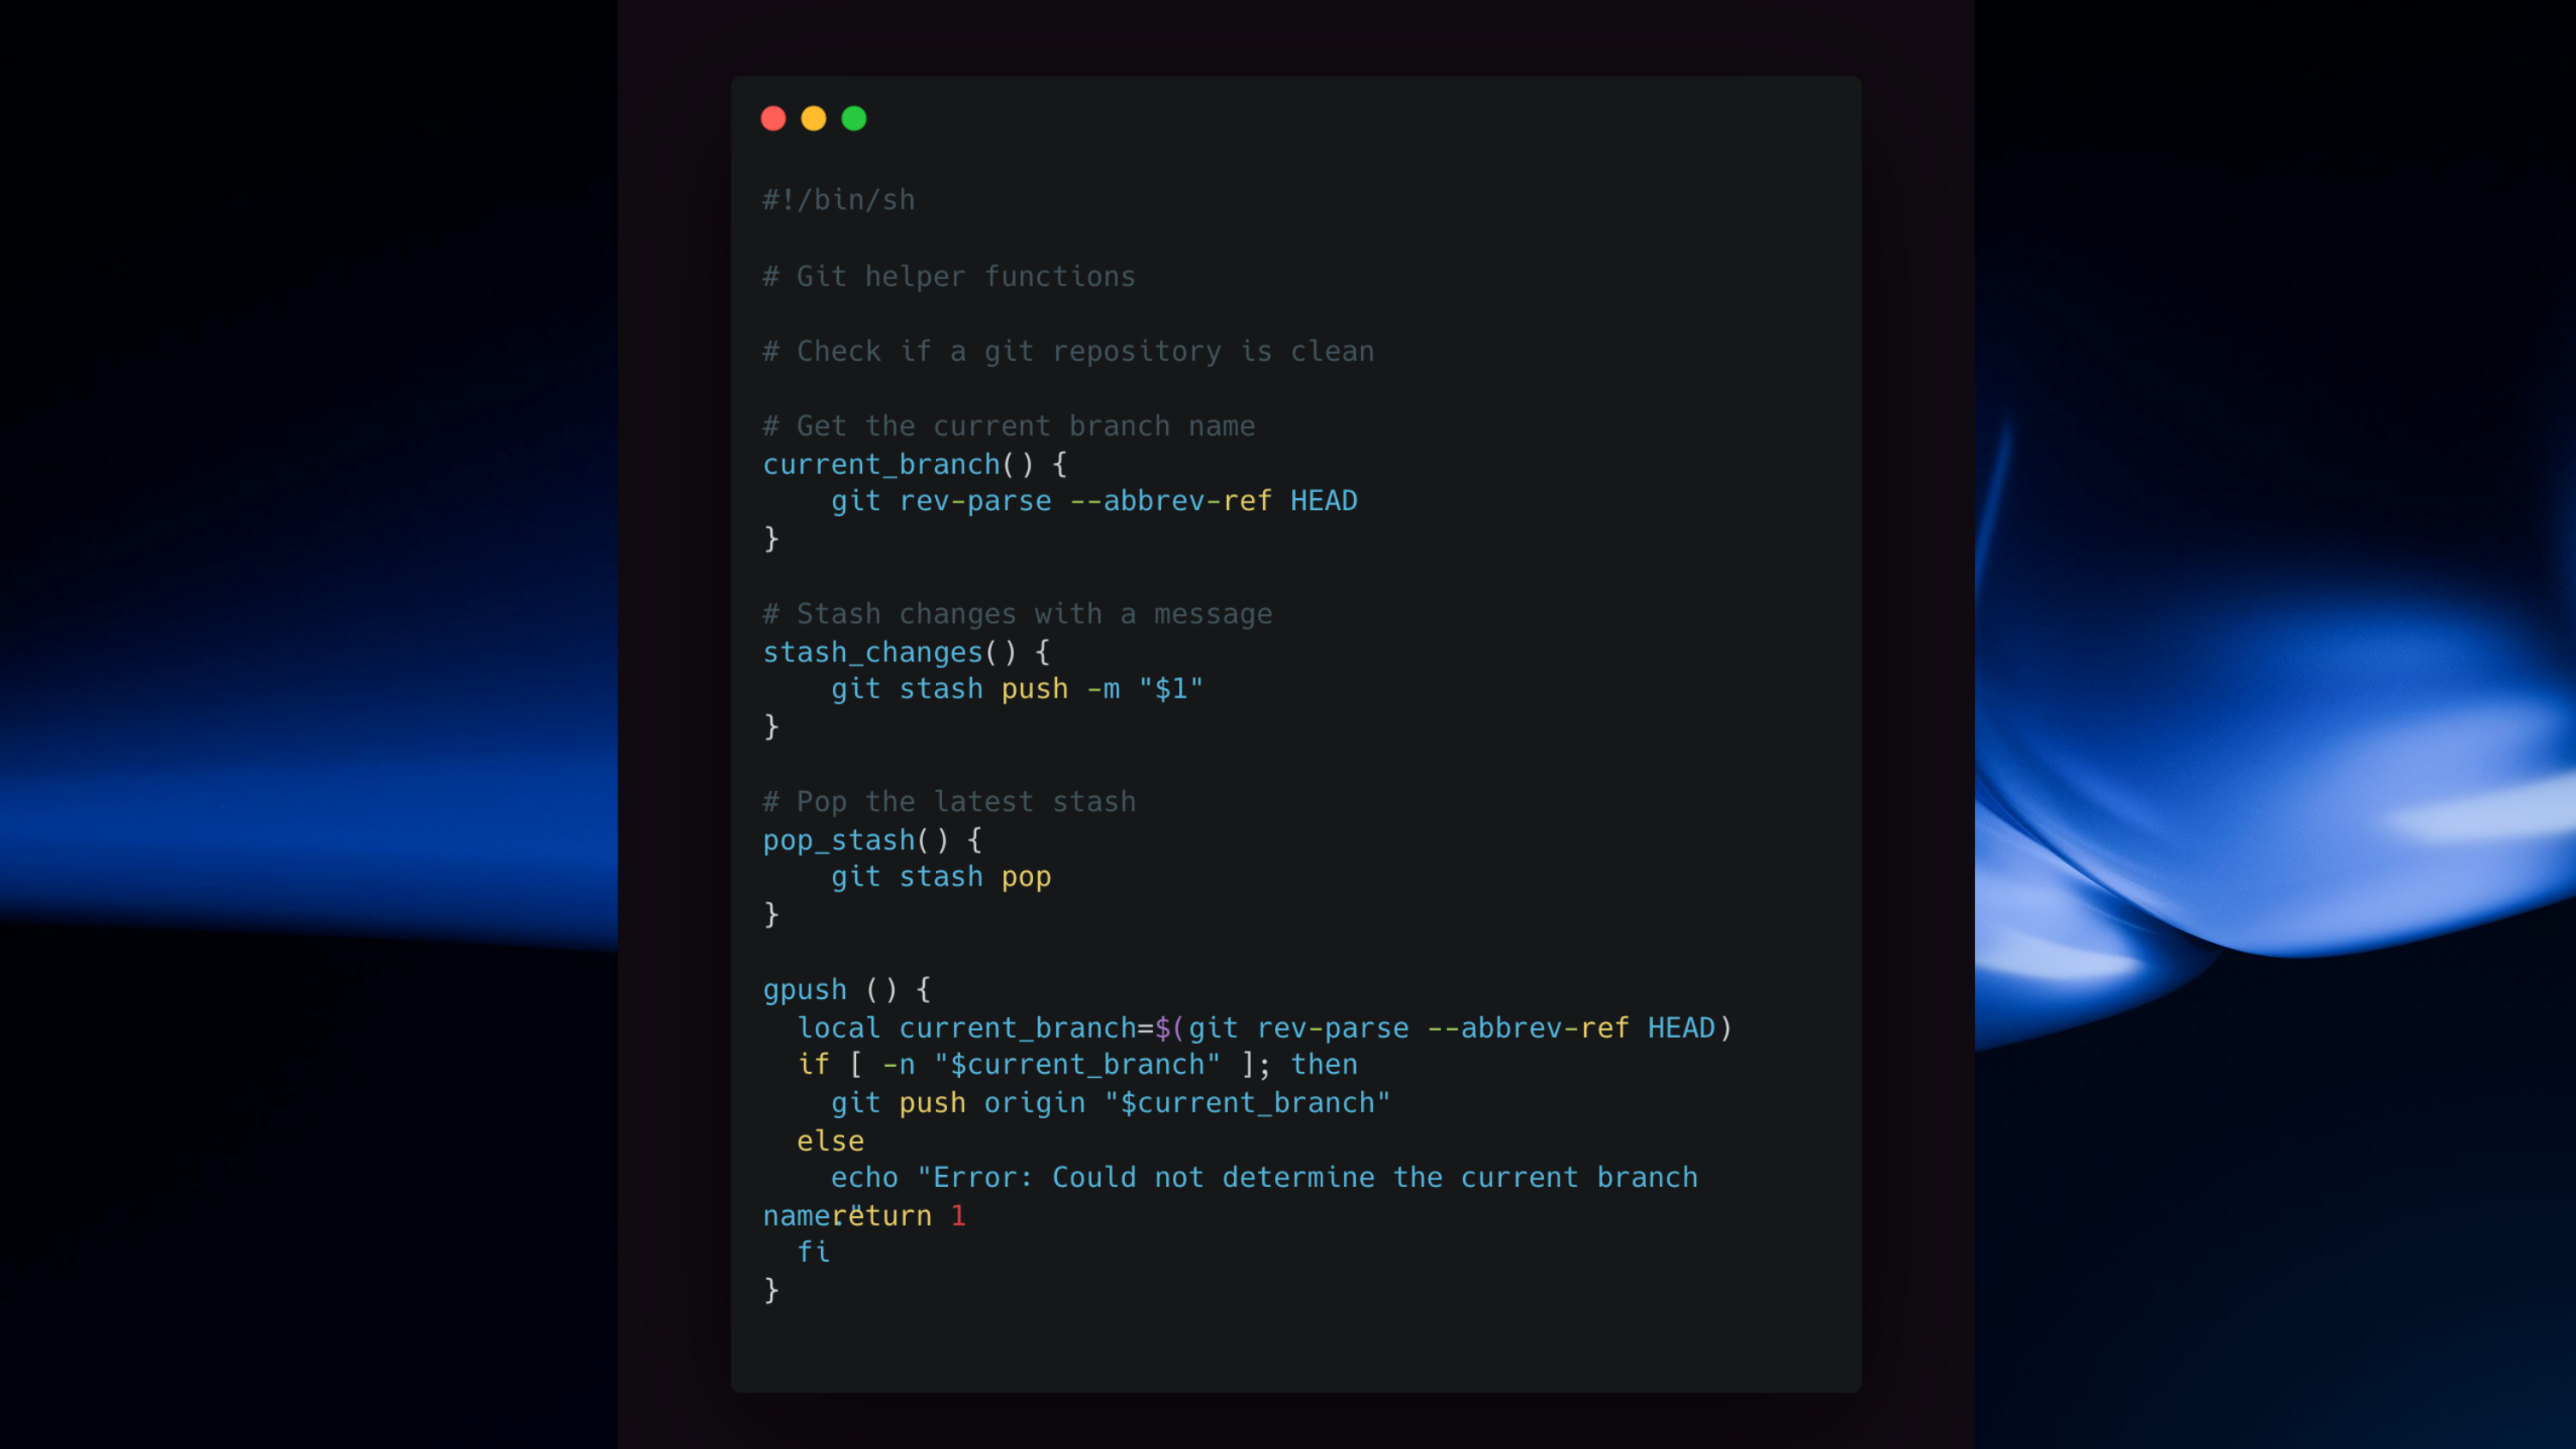 #!/bin/sh
# Git helper functions
# Check if a git repository is clean
# Get the current branch name
current_branch() {
    git rev-parse --abbrev-ref HEAD
}
# Stash changes with a message
stash_changes() {
    git stash push -m "$1"
}
# Pop the latest stash
pop_stash() {
    git stash pop
}
gpush () {
  local current_branch=$(git rev-parse --abbrev-ref HEAD)
  if [ -n "$current_branch" ]; then
    git push origin "$current_branch"
  else
    echo "Error: Could not determine the current branch
name."
    return 1
  fi
}